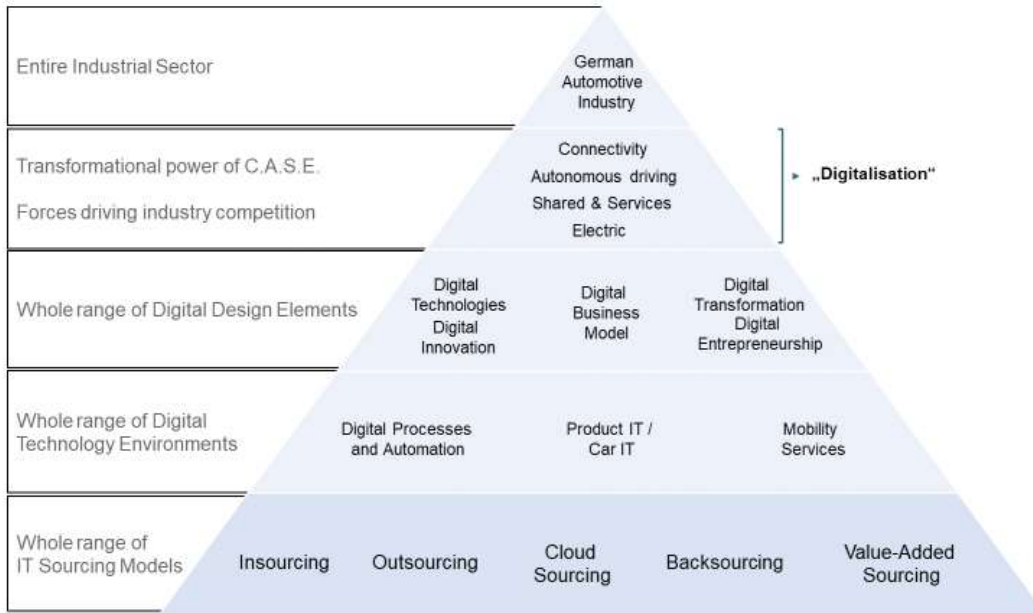 Entire Industrial Sector
German
Automotive
Industry
Transformational power of C.A.S.E.
Forces driving industry competition
Connectivity
Autonomous driving
Shared & Services
Electric
„Digitalisation“
Whole range of Digital Design Elements
Digital
Technologies
Digital
Innovation
Digital
Business
Model
Digital
Transformation
Digital
Entrepreneurship
Whole range of Digital
Technology Environments
Digital Processes
and Automation
Product IT /
Car IT
Mobility
Services
Whole range of
IT Sourcing Models
Insourcing
Outsourcing
Cloud
Sourcing
Backsourcing
Value-Added
Sourcing